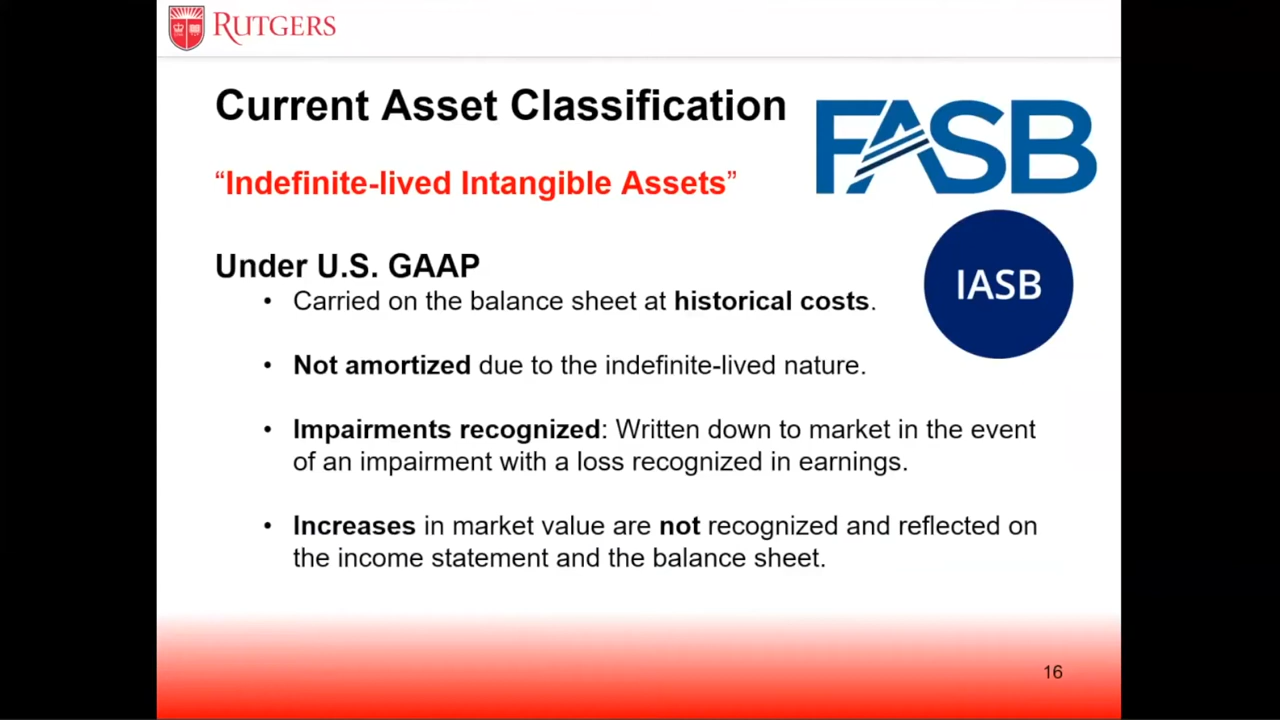 RUTGERS
Current Asset Classification
FASB
“Indefinite-lived Intangible Assets”
IASB
Under U.S. GAAP
• Carried on the balance sheet at historical costs.
• Not amortized due to the indefinite-lived nature.
• Impairments recognized: Written down to market in the event
of an impairment with a loss recognized in earnings.
• Increases in market value are not recognized and reflected on
the income statement and the balance sheet.
16